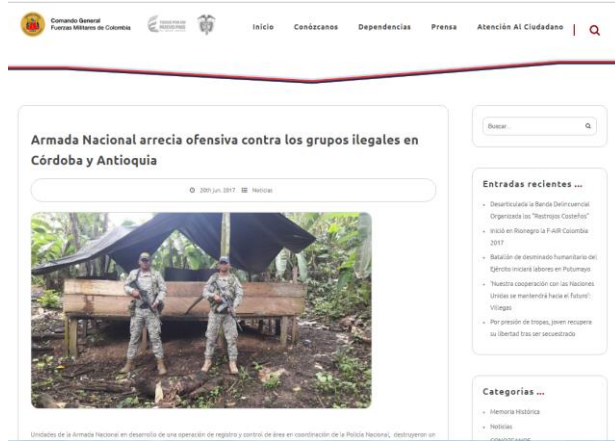 Comando General
Fuerzas Militares de Colombia
Inicio Conózcanos Dependencias Prensa Atención Al Ciudadano
Armada Nacional arrecia ofensiva contra los grupos ilegales en
Córdoba y Antioquia
20th jun, 2017 Noticias
Unidades de la Armada Nacional en desarrollo de una operación de registro y control de área en coordinación de la Policía Nacional, destruyeron un
Buscar...
Entradas recientes ...
Desarticulada la Banda Delincuencial
Organizada los "Rastrojos Costeños"
Inició en Rionegro la F-AIR Colombia
2017
Batallón de desminado humanitario del
Ejército iniciará labores en Putumayo
'Nuestra cooperación con las Naciones
Unidas se mantendrá hacia el futuro':
Villegas
Por presión de tropas, joven recupera
su libertad tras ser secuestrado
Categorías ...
Memoria Histórica
Noticias